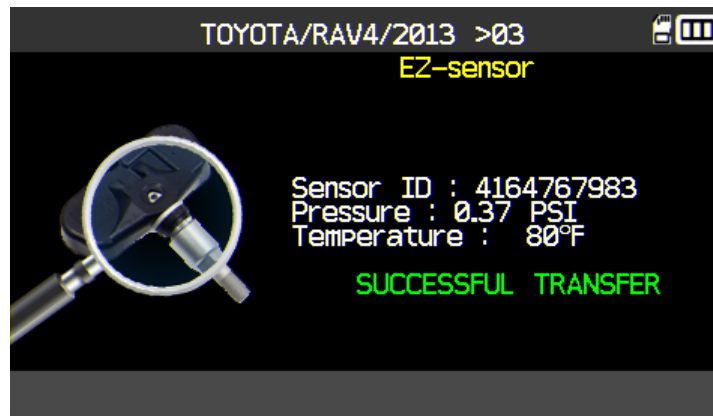 TOYOTA/RAV4/2013 >03
EZ-sensor
Sensor ID : 4164767983
Pressure : 0.37 PSI
Temperature : 80°F
SUCCESSFUL TRANSFER